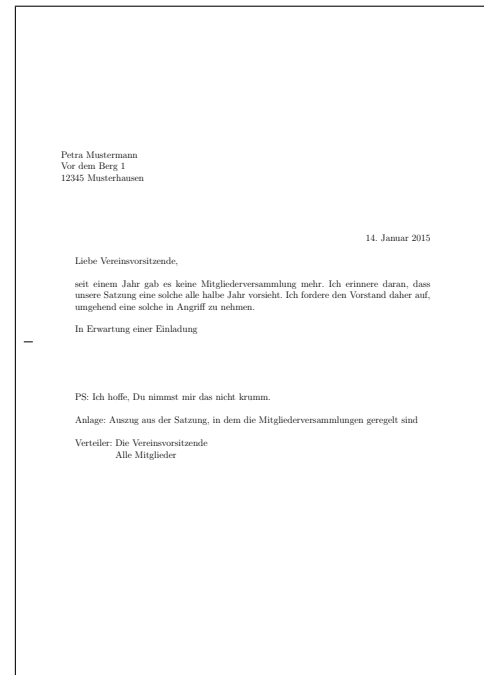 Petra Mustermann
Vor dem Berg 1
12345 Musterhausen
14. Januar 2015
Liebe Vereinsvorsitzende,
seit einem Jahr gab es keine Mitgliederversammlung mehr. Ich erinnere daran, dass
unsere Satzung eine solche alle halbe Jahr vorsieht. Ich fordere den Vorstand daher auf,
umgehend eine solche in Angriff zu nehmen.
In Erwartung einer Einladung
PS: Ich hoffe, Du nimmst mir das nicht krumm.
Anlage: Auszug aus der Satzung, in dem die Mitgliederversammlungen geregelt sind
Verteiler: Die Vereinsvorsitzende
Alle Mitglieder